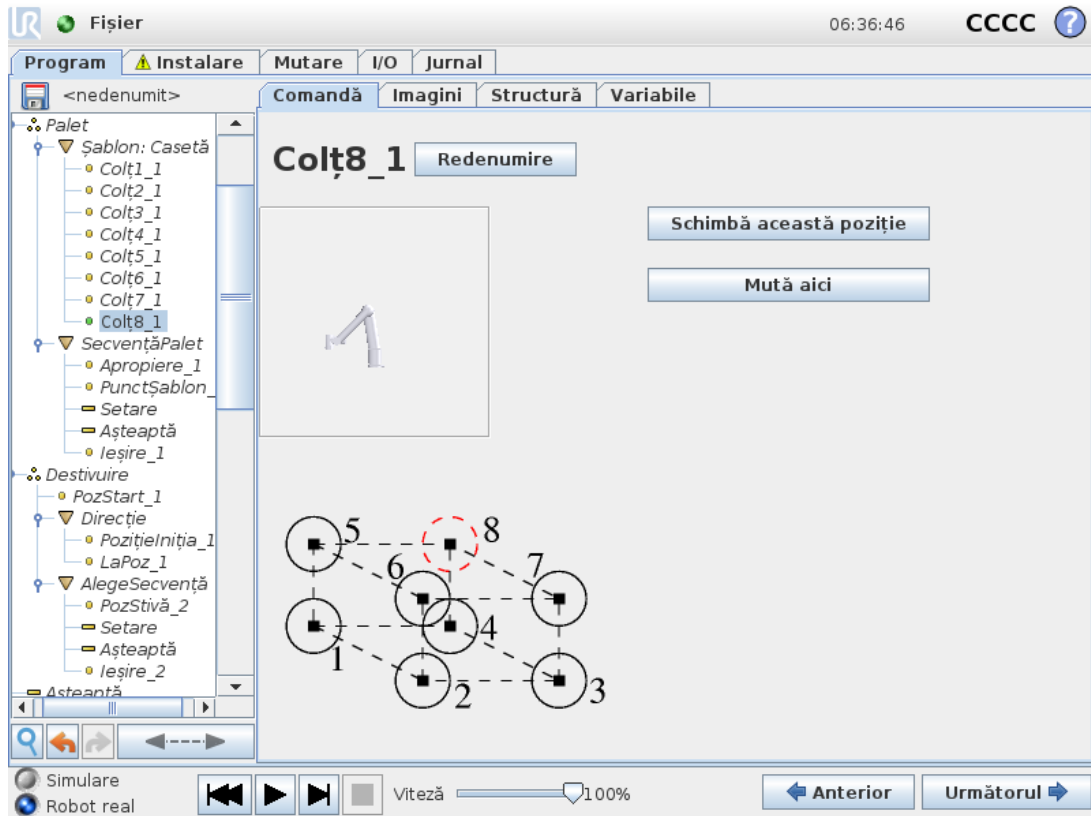 UR Fișier 06:36:46 CCCC ?
Program Instalare Mutare I/O Jurnal
<nedenumit>
Comandă Imagini Structură Variabile
Palet
Șablon: Casetă
Colț1_1
Colț2_1
Colț3_1
Colț4_1
Colț5_1
Colț6_1
Colț7_1
Colț8_1
SecvențăPalet
Apropiere_1
PunctȘablon_
Setare
Așteaptă
Ieșire_1
Destivuire
PozStart_1
Direcție
PozițieIniția_1
LaPoz_1
AlegeSecvență
PozStivă_2
Setare
Așteaptă
Ieșire_2
Așteaptă
Colț8_1 Redenumire
Schimbă această poziție
Mută aici
5 8
6 7
1 4
2 3
Simulare
Robot real
Viteză 100%
Anterior Următorul